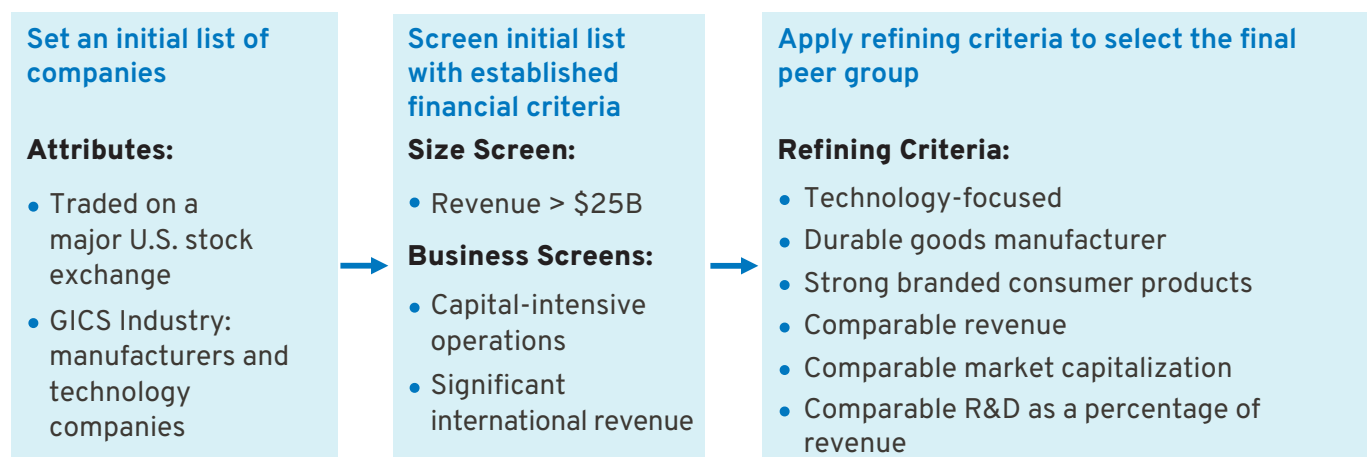 Set an initial list of
companies
Attributes:
• Traded on a
major U.S. stock
exchange
• GICS Industry:
manufacturers and
technology
companies
Screen initial list
with established
financial criteria
Size Screen:
• Revenue > $25B
Business Screens:
• Capital-intensive
operations
• Significant
international revenue
Apply refining criteria to select the final
peer group
Refining Criteria:
• Technology-focused
• Durable goods manufacturer
• Strong branded consumer products
• Comparable revenue
• Comparable market capitalization
• Comparable R&D as a percentage of
revenue